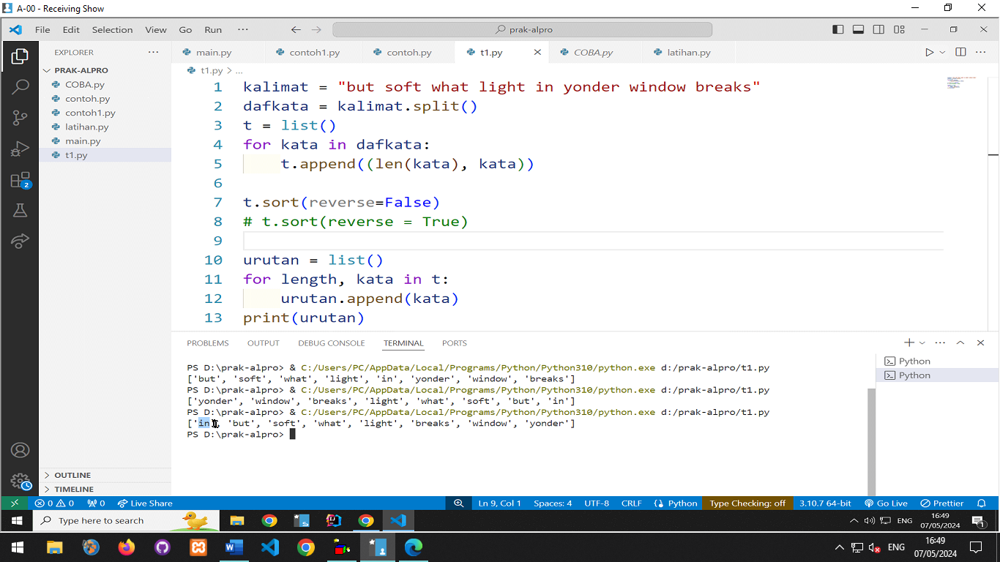 A-00 - Receiving Show
File Edit Selection View Go Run ··· prak-alpro
EXPLORER ···
main.py contoh1.py contoh.py t1.py COBA.py latihan.py
PRAK-ALPRO
COBA.py
contoh.py
contoh1.py
latihan.py
main.py
t1.py
2
OUTLINE
TIMELINE
t1.py > ...
1 kalimat = "but soft what light in yonder window breaks"
2 dafkata = kalimat.split()
3 t = list()
4 for kata in dafkata:
5     t.append((len(kata), kata))
6
7 t.sort(reverse=False)
8 # t.sort(reverse = True)
9
10 urutan = list()
11 for length, kata in t:
12     urutan.append(kata)
13 print(urutan)
PROBLEMS OUTPUT DEBUG CONSOLE TERMINAL PORTS
PS D:\prak-alpro> & C:/Users/PC/AppData/Local/Programs/Python/Python310/python.exe d:/prak-alpro/t1.py
['but', 'soft', 'what', 'light', 'in', 'yonder', 'window', 'breaks']
PS D:\prak-alpro> & C:/Users/PC/AppData/Local/Programs/Python/Python310/python.exe d:/prak-alpro/t1.py
['yonder', 'window', 'breaks', 'light', 'what', 'soft', 'but', 'in']
PS D:\prak-alpro> & C:/Users/PC/AppData/Local/Programs/Python/Python310/python.exe d:/prak-alpro/t1.py
['in', 'but', 'soft', 'what', 'light', 'breaks', 'window', 'yonder']
PS D:\prak-alpro>
Python
Python
0 0 0 Live Share Ln 9, Col 1 Spaces: 4 UTF-8 CRLF Python Type Checking: off 3.10.7 64-bit Go Live Prettier
Type here to search ENG 16:49
07/05/2024 1
ENG 16:49
07/05/2024